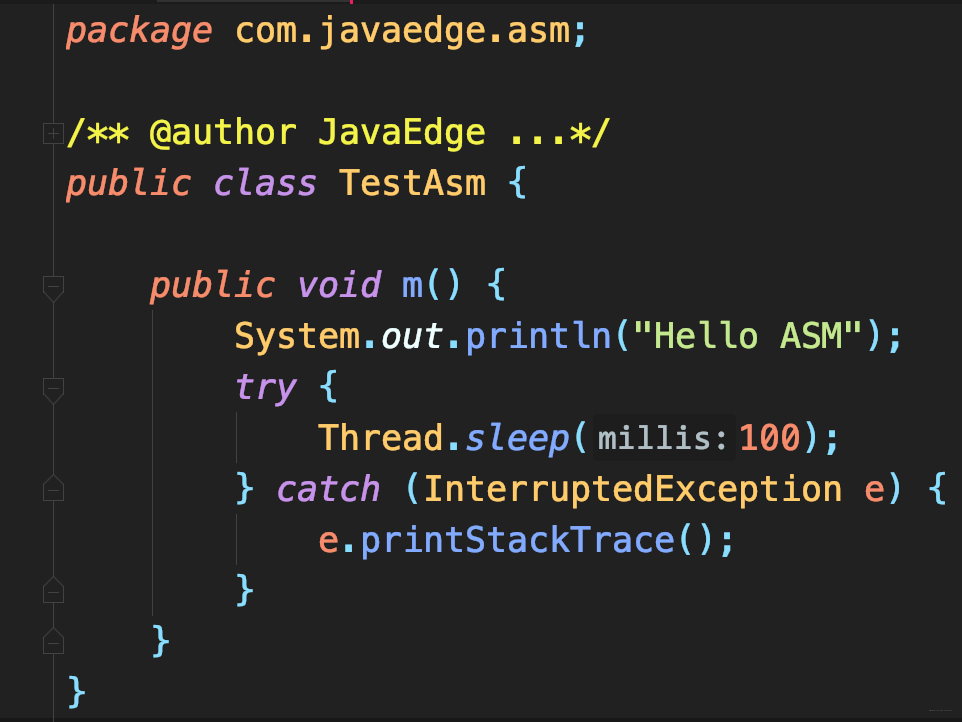 package com.javaedge.asm;
/** @author JavaEdge ...*/
public class TestAsm {
public void m() {
System.out.println("Hello ASM");
try {
Thread.sleep( millis: 100);
} catch (InterruptedException e) {
e.printStackTrace();
}
}
}